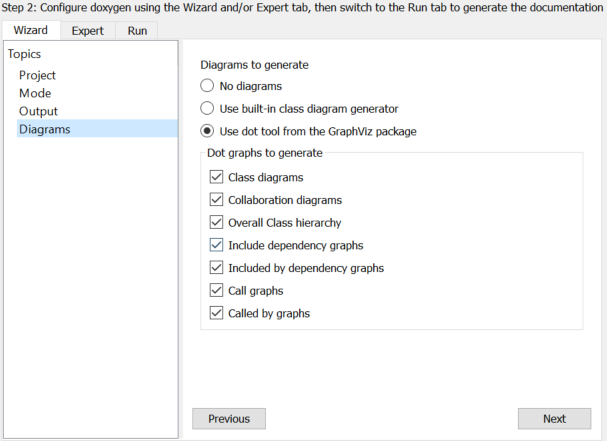 Step 2: Configure doxygen using the Wizard and/or Expert tab, then switch to the Run tab to generate the documentation
Wizard Expert Run
Topics
Project
Mode
Output
Diagrams
Diagrams to generate
No diagrams
Use built-in class diagram generator
Use dot tool from the GraphViz package
Dot graphs to generate
Class diagrams
Collaboration diagrams
Overall Class hierarchy
Include dependency graphs
Included by dependency graphs
Call graphs
Called by graphs
Previous Next